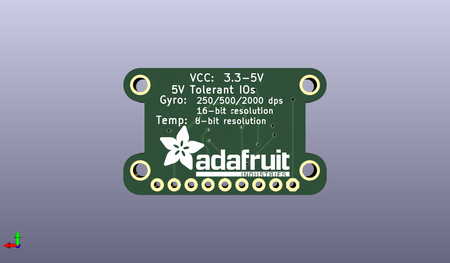 VCC: 3.3-5V
5V Tolerant IOs
Gyro: 250/500/2000 dps
16-bit resolution
Temp: 8-bit resolution
adafruit
INDUSTRIES